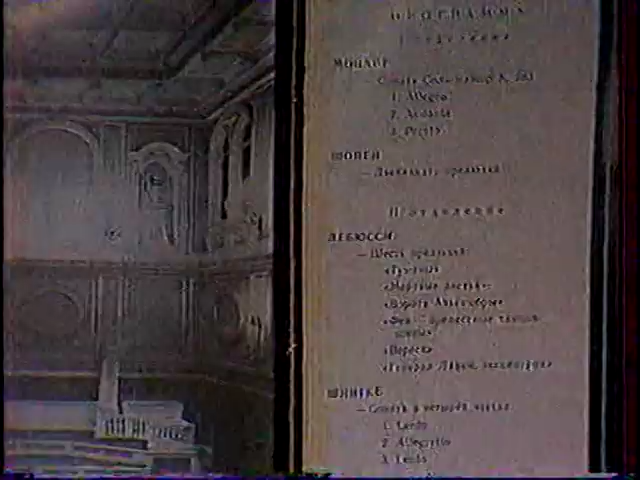 ПРОГРАММА
I отделение
МОЦАРТ
— Соната Соль-мажор К. 283
1. Allegro
2. Andante
3. Presto
ШОПЕН
— Двенадцать прелюдий
II отделение
ДЕБЮССИ
— Шесть прелюдий:
«Туманы»
«Мертвые листья»
«Ворота Альгамбры»
«Феи — прелестные танцовщицы»
«Вереск»
«Генерал Лявин, эксцентрик»
ШНИТКЕ
— Соната в четырех частях
1. Lento
2. Allegretto
3. Lento